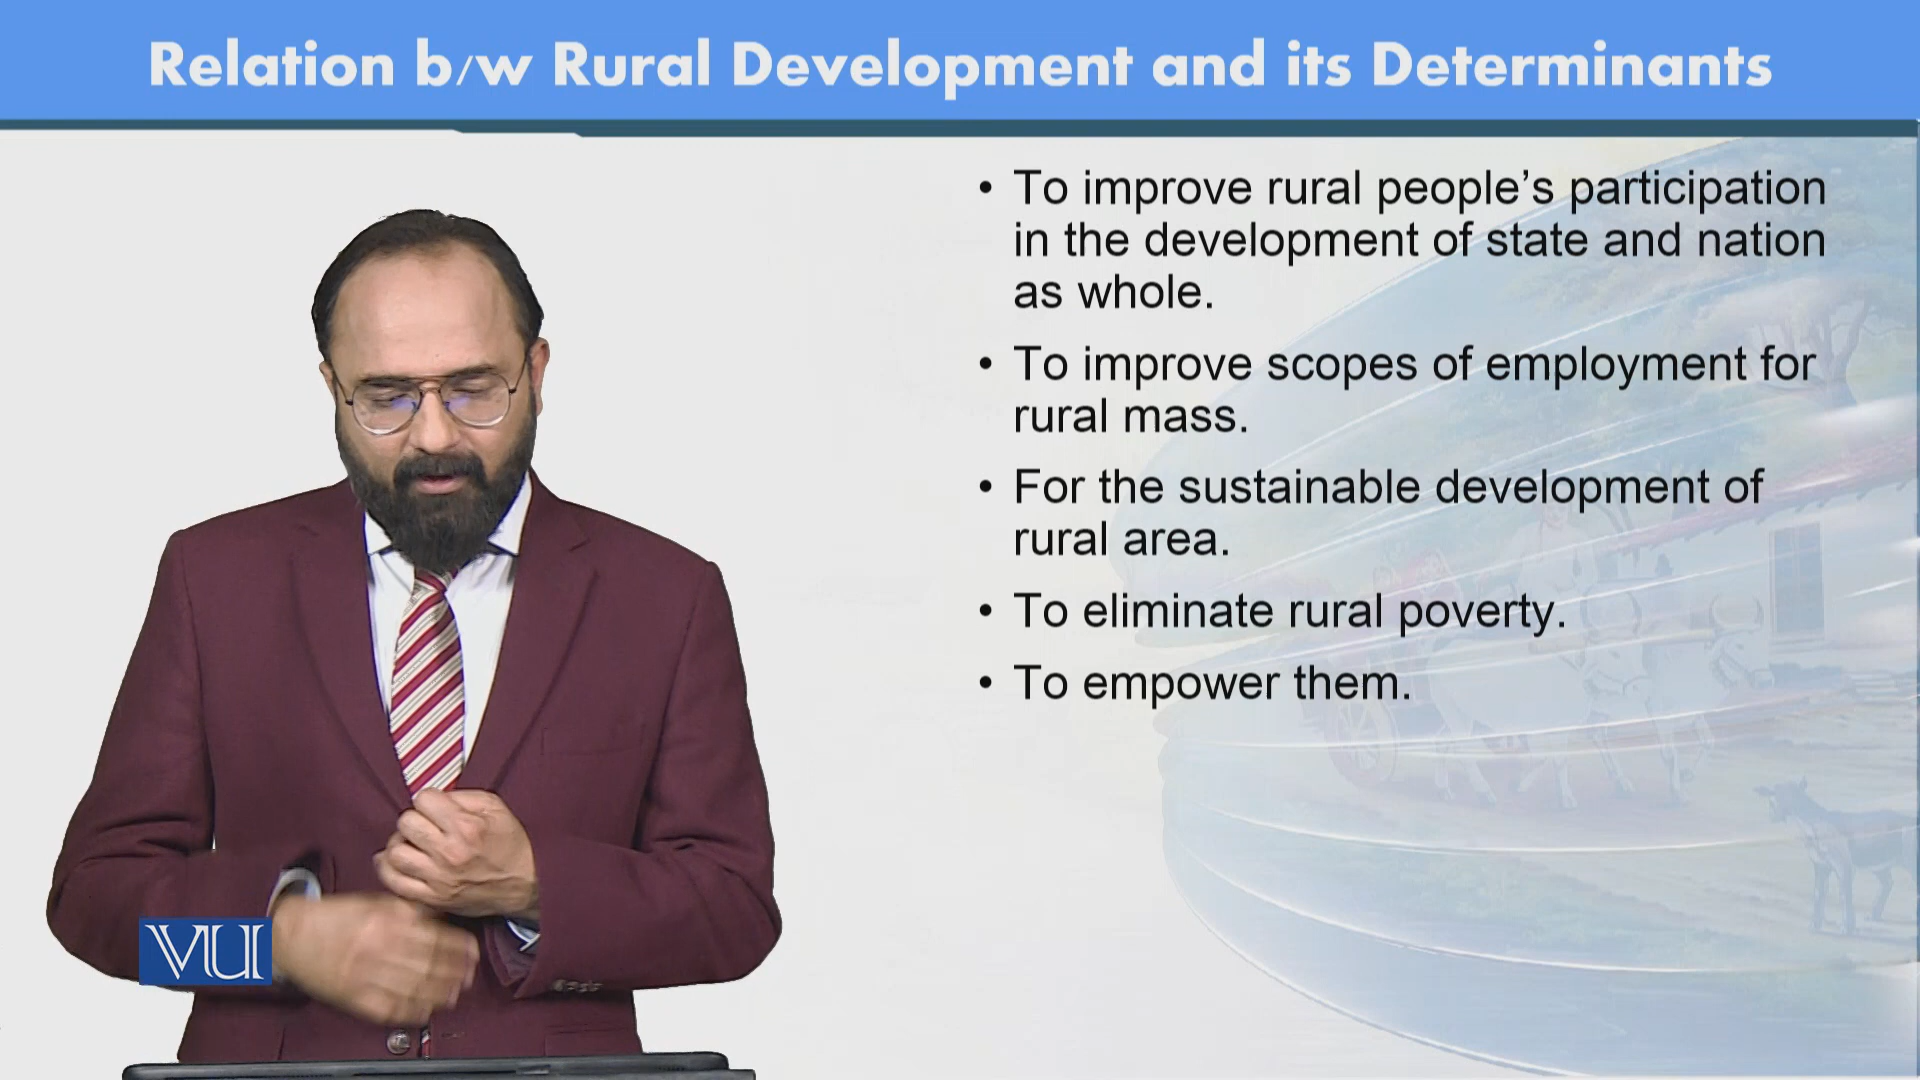 Relation b/w Rural Development and its Determinants
• To improve rural people’s participation
in the development of state and nation
as whole.
• To improve scopes of employment for
rural mass.
• For the sustainable development of
rural area.
• To eliminate rural poverty.
• To empower them.
VU